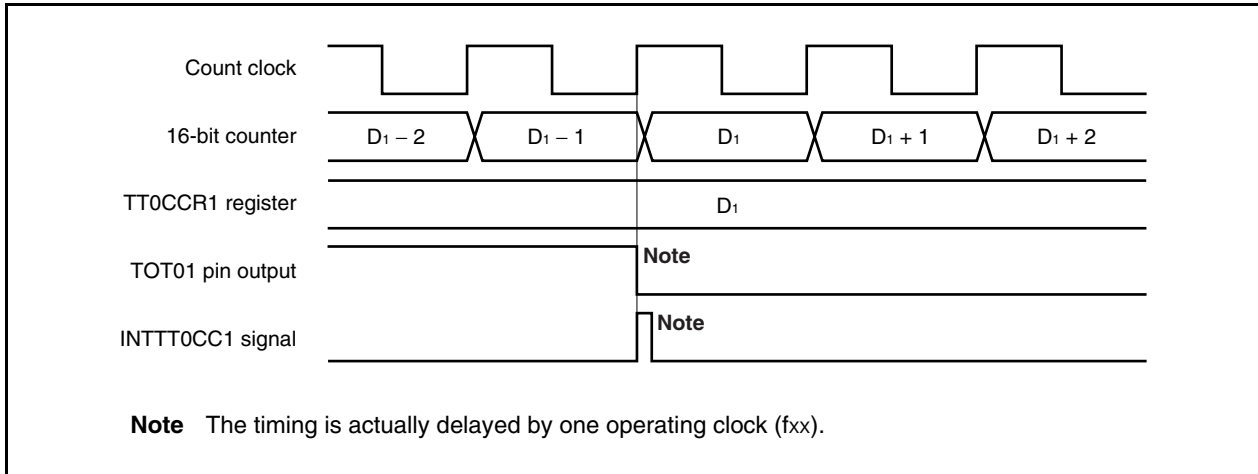 Count clock
16-bit counter D1 − 2 D1 − 1 D1 D1 + 1 D1 + 2
TT0CCR1 register D1
TOT01 pin output Note
INTTT0CC1 signal Note
Note The timing is actually delayed by one operating clock (fxx).